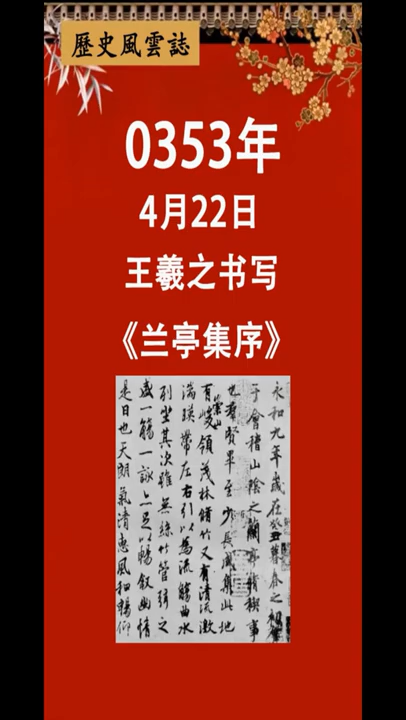 歷史風雲誌
0353年
4月22日
王羲之书写
《兰亭集序》
永和九年歲在癸丑暮春之初會
于會稽山陰之蘭亭脩禊事
也羣賢畢至少長咸集此地
有崇山峻領茂林脩竹又有清流激
湍暎帶左右引以為流觴曲水
列坐其次雖無絲竹管弦之
盛一觴一詠亦足以暢敘幽情
是日也天朗氣清惠風和暢仰